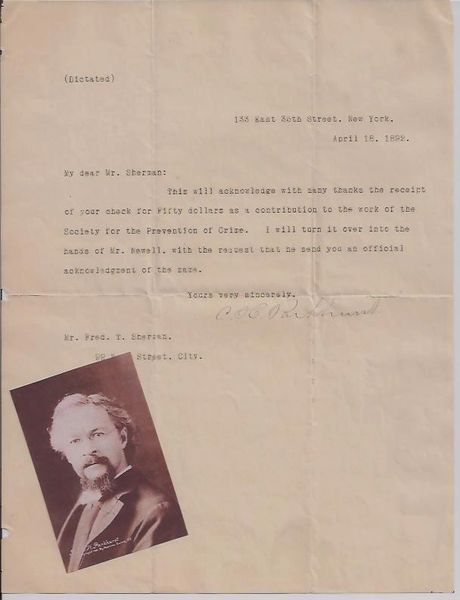 (Dictated)
133 East 35th Street. New York.
April 18. 1892.
My dear Mr. Sherman:
This will acknowledge with many thanks the receipt
of your check for Fifty dollars as a contribution to the work of the
Society for the Prevention of Crime. I will turn it over into the
hands of Mr. Newell. with the request that he send you an official
acknowledgment of the same.
Yours very sincerely.
C. H. Parkhurst
Mr. Fred. T. Sherman.
Street. City.
Parkhurst